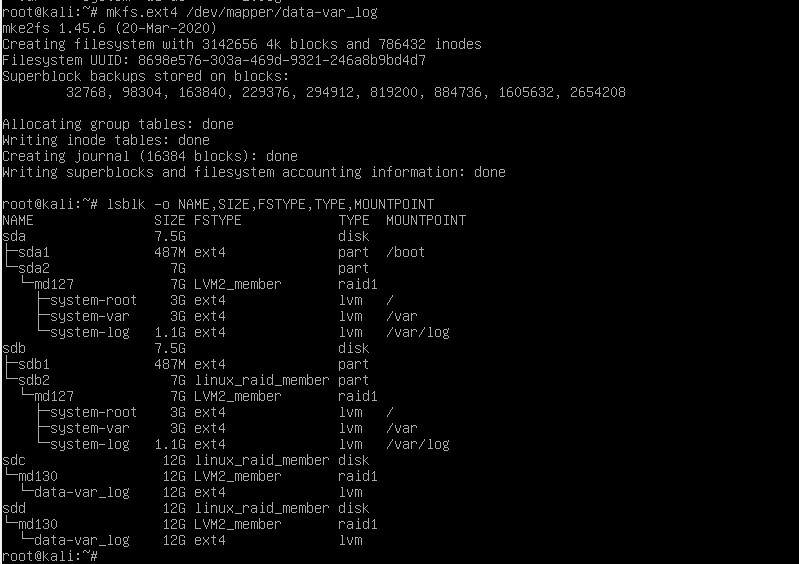 root@kali:~# mkfs.ext4 /dev/mapper/data-var_log
mke2fs 1.45.6 (20-Mar-2020)
Creating filesystem with 3142656 4k blocks and 786432 inodes
Filesystem UUID: 8698e576-303a-469d-9321-246a8b9bd4d7
Superblock backups stored on blocks:
        32768, 98304, 163840, 229376, 294912, 819200, 884736, 1605632, 2654208

Allocating group tables: done
Writing inode tables: done
Creating journal (16384 blocks): done
Writing superblocks and filesystem accounting information: done

root@kali:~# lsblk -o NAME,SIZE,FSTYPE,TYPE,MOUNTPOINT
NAME               SIZE FSTYPE            TYPE  MOUNTPOINT
sda                7.5G                   disk
├─sda1             487M ext4              part  /boot
└─sda2               7G                   part
  └─md127            7G LVM2_member       raid1
    ├─system-root    3G ext4              lvm   /
    ├─system-var     3G ext4              lvm   /var
    └─system-log   1.1G ext4              lvm   /var/log
sdb                7.5G                   disk
├─sdb1             487M ext4              part
└─sdb2               7G linux_raid_member part
  └─md127            7G LVM2_member       raid1
    ├─system-root    3G ext4              lvm   /
    ├─system-var     3G ext4              lvm   /var
    └─system-log   1.1G ext4              lvm   /var/log
sdc                 12G linux_raid_member disk
└─md130             12G LVM2_member       raid1
  └─data-var_log    12G ext4              lvm
sdd                 12G linux_raid_member disk
└─md130             12G LVM2_member       raid1
  └─data-var_log    12G ext4              lvm
root@kali:~#